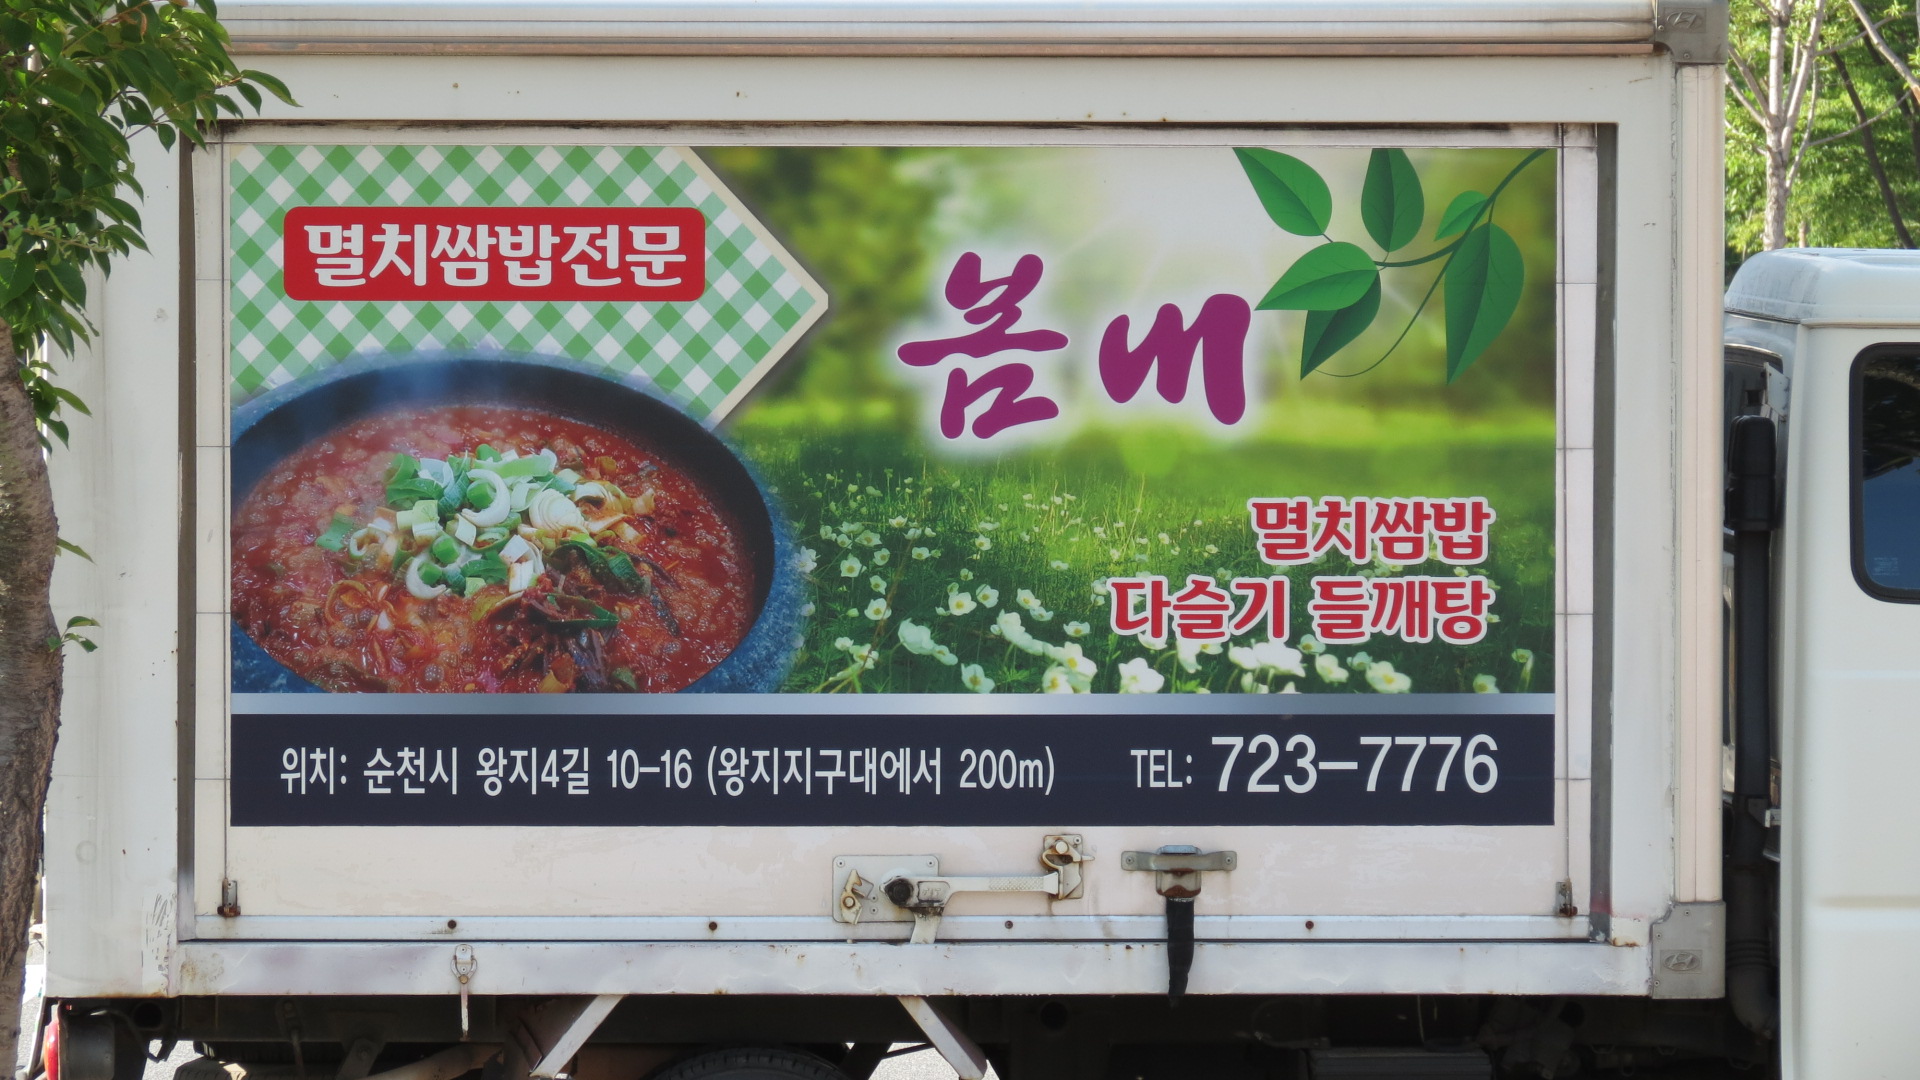 멸치쌈밥전문
봄내
멸치쌈밥
다슬기 들깨탕
위치: 순천시 왕지4길 10-16 (왕지지구대에서 200m)
TEL: 723-7776